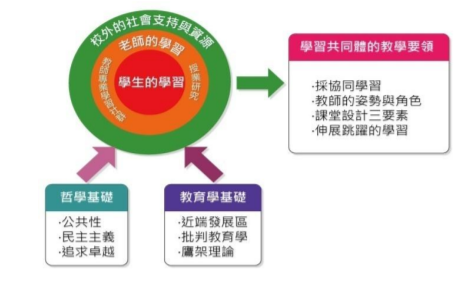 校外的社會支持與資源
老師的學習
學生的學習
授業研究
學習共同體的教學要領
·採協同學習
·教師的姿勢與角色
·課堂設計三要素
·伸展跳躍的學習
哲學基礎
·公共性
·民主主義
·追求卓越
教育學基礎
·近端發展區
·批判教育學
·鷹架理論